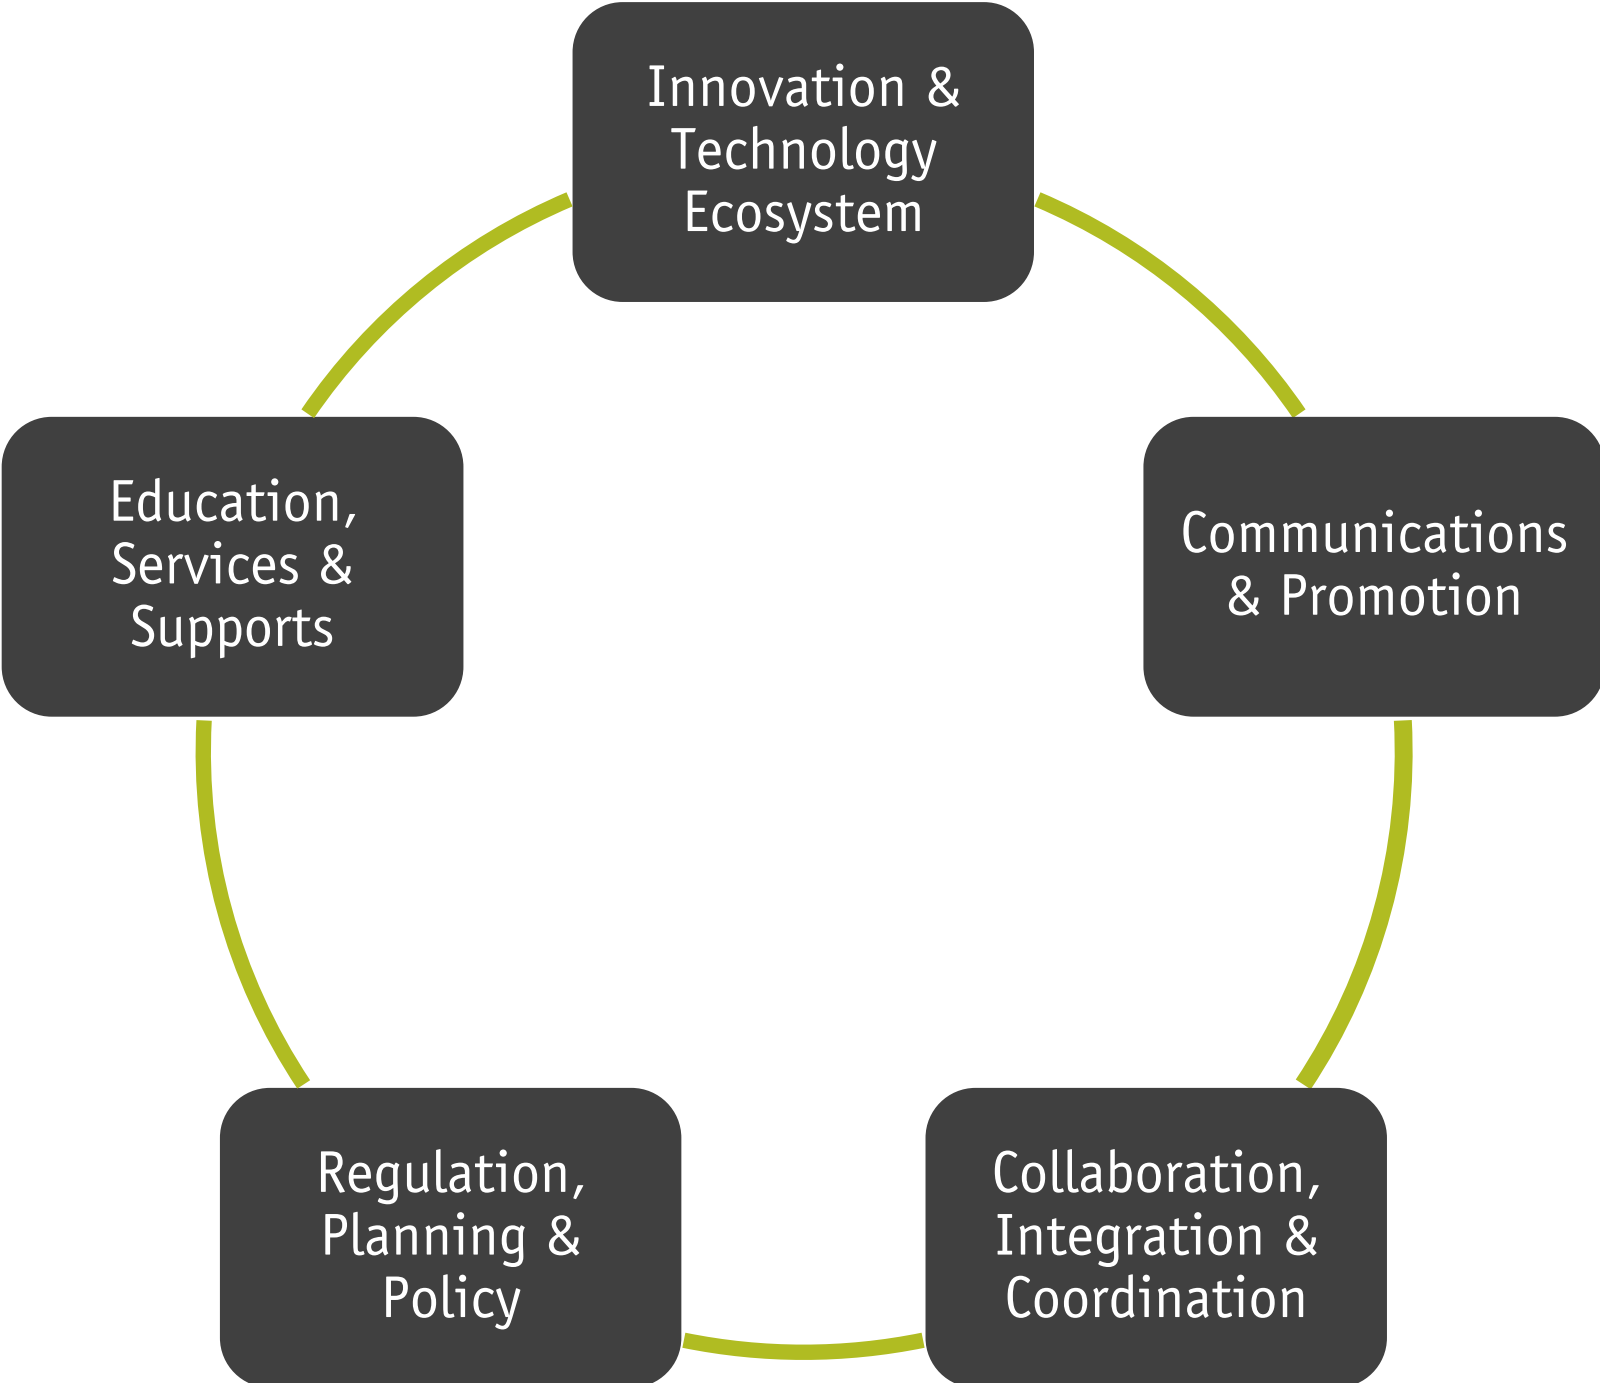 Innovation &
Technology
Ecosystem
Education,
Services &
Supports
Communications
& Promotion
Regulation,
Planning &
Policy
Collaboration,
Integration &
Coordination